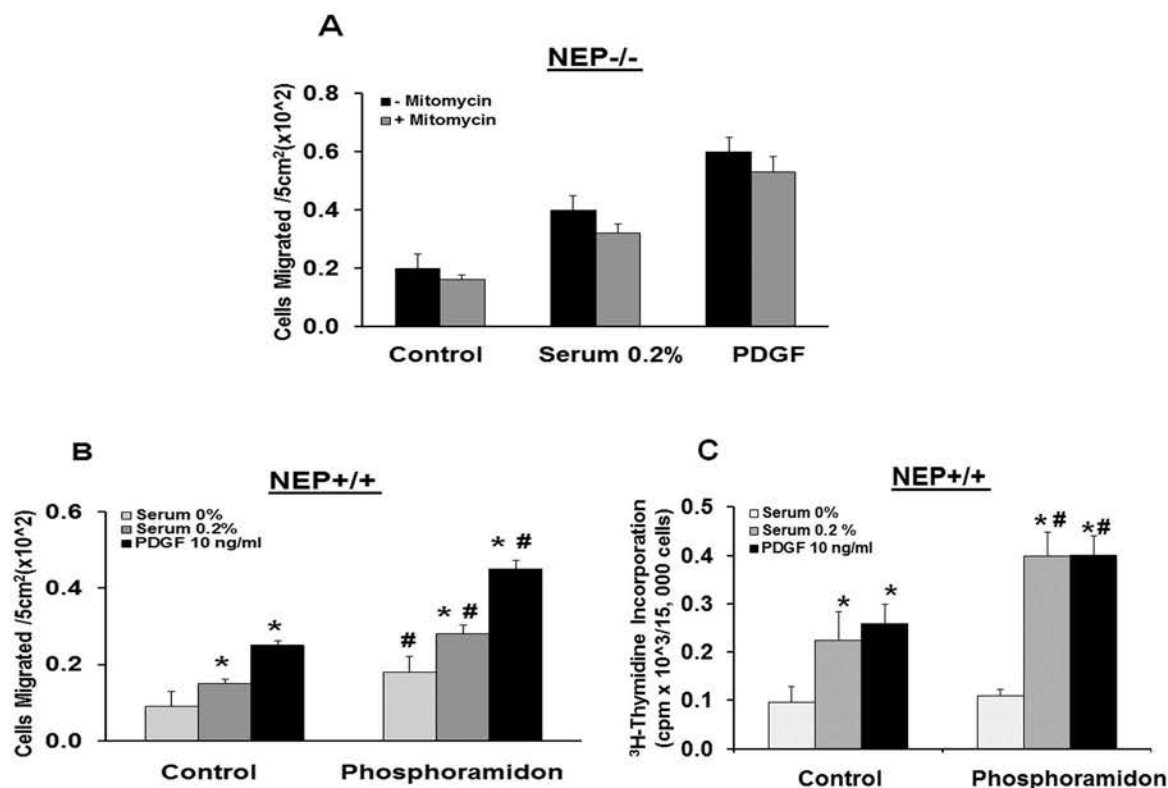 A
NEP-/-
Cells Migrated /5cm²(x10^2)
0.8
0.6
0.4
0.2
0.0
- Mitomycin
+ Mitomycin
Control Serum 0.2% PDGF
B
NEP+/+
Cells Migrated /5cm²(x10^2)
0.6
0.4
0.2
0.0
Serum 0%
Serum 0.2%
PDGF 10 ng/ml
*
*
#
* #
* #
Control Phosphoramidon
C
NEP+/+
³H-Thymidine Incorporation
(cpm x 10^3/15, 000 cells)
0.5
0.4
0.3
0.2
0.1
0.0
Serum 0%
Serum 0.2 %
PDGF 10 ng/ml
*
*
* #
*#
Control Phosphoramidon